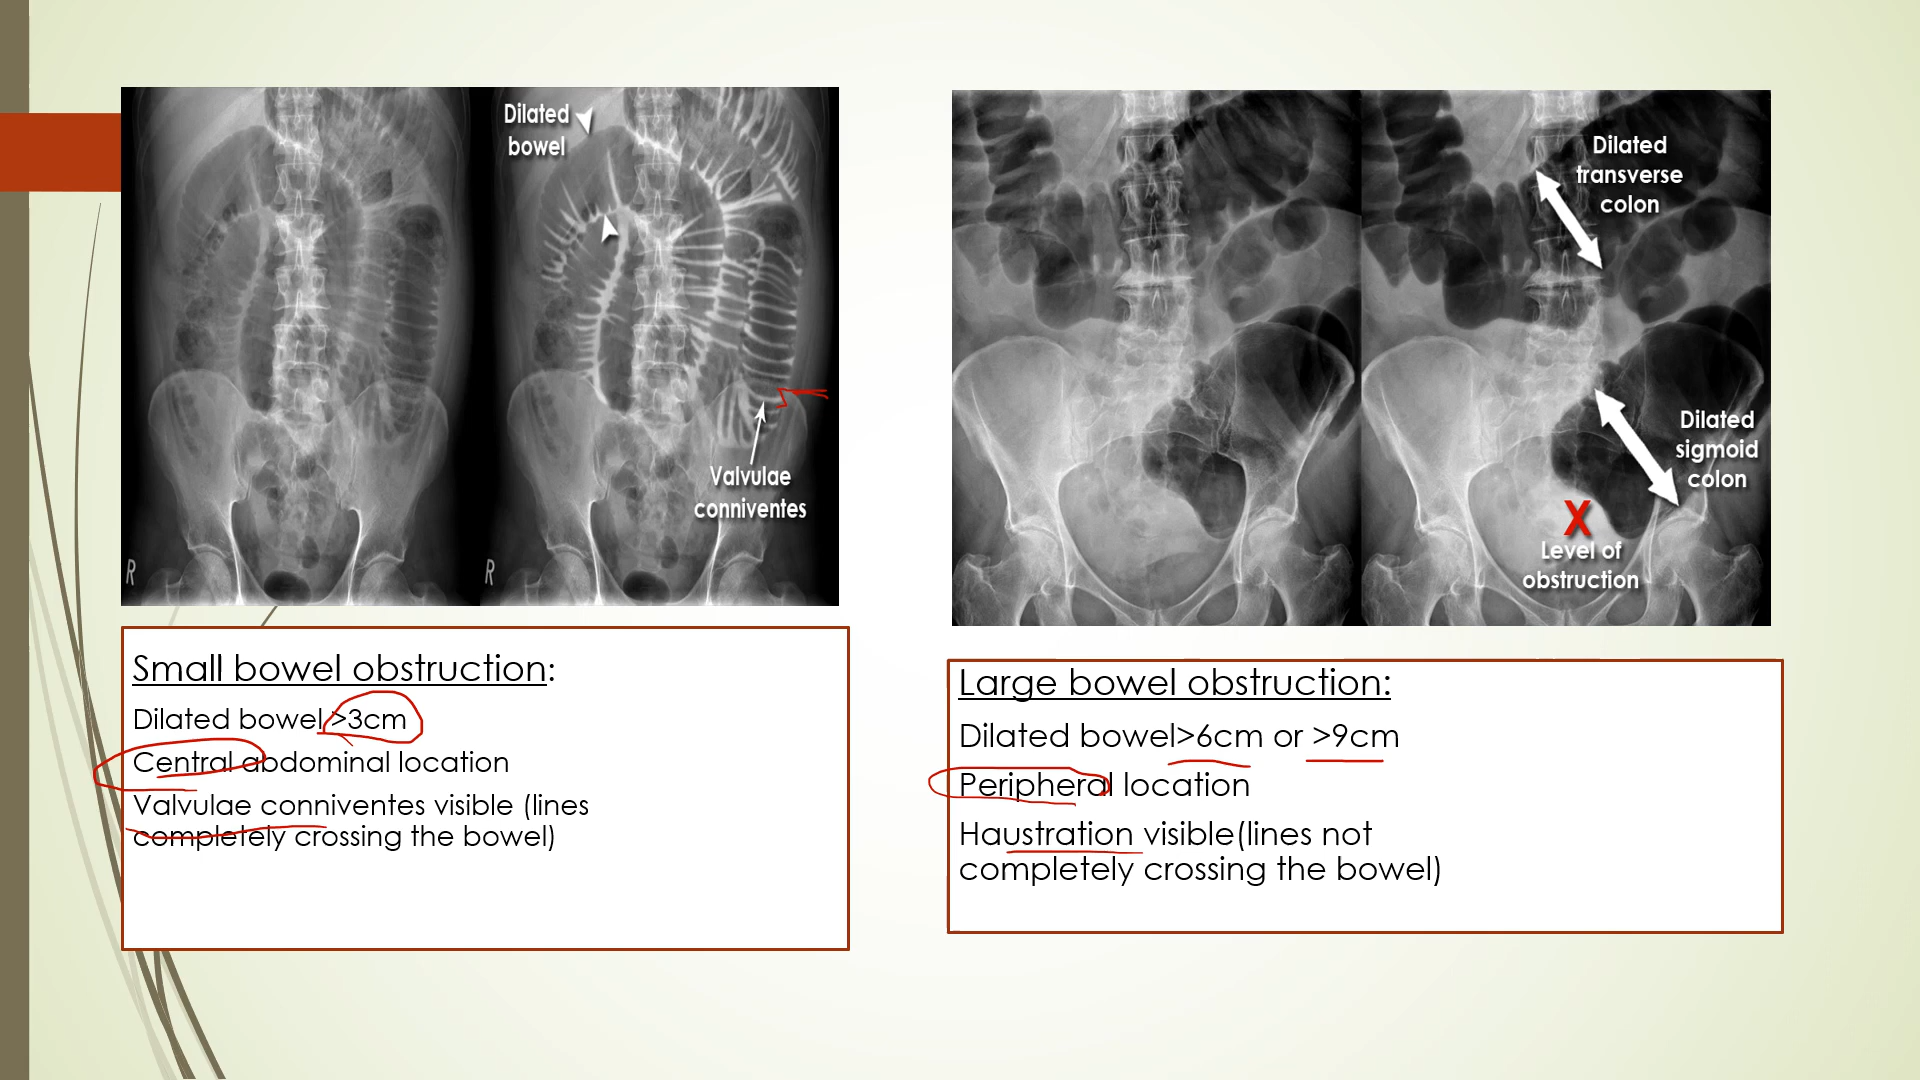 Dilated
bowel
Valvulae
conniventes
R
R
Small bowel obstruction:
Dilated bowel >3cm
Central abdominal location
Valvulae conniventes visible (lines
completely crossing the bowel)
Dilated
transverse
colon
Dilated
sigmoid
colon
X
Level of
obstruction
Large bowel obstruction:
Dilated bowel>6cm or >9cm
Peripheral location
Haustration visible(lines not
completely crossing the bowel)